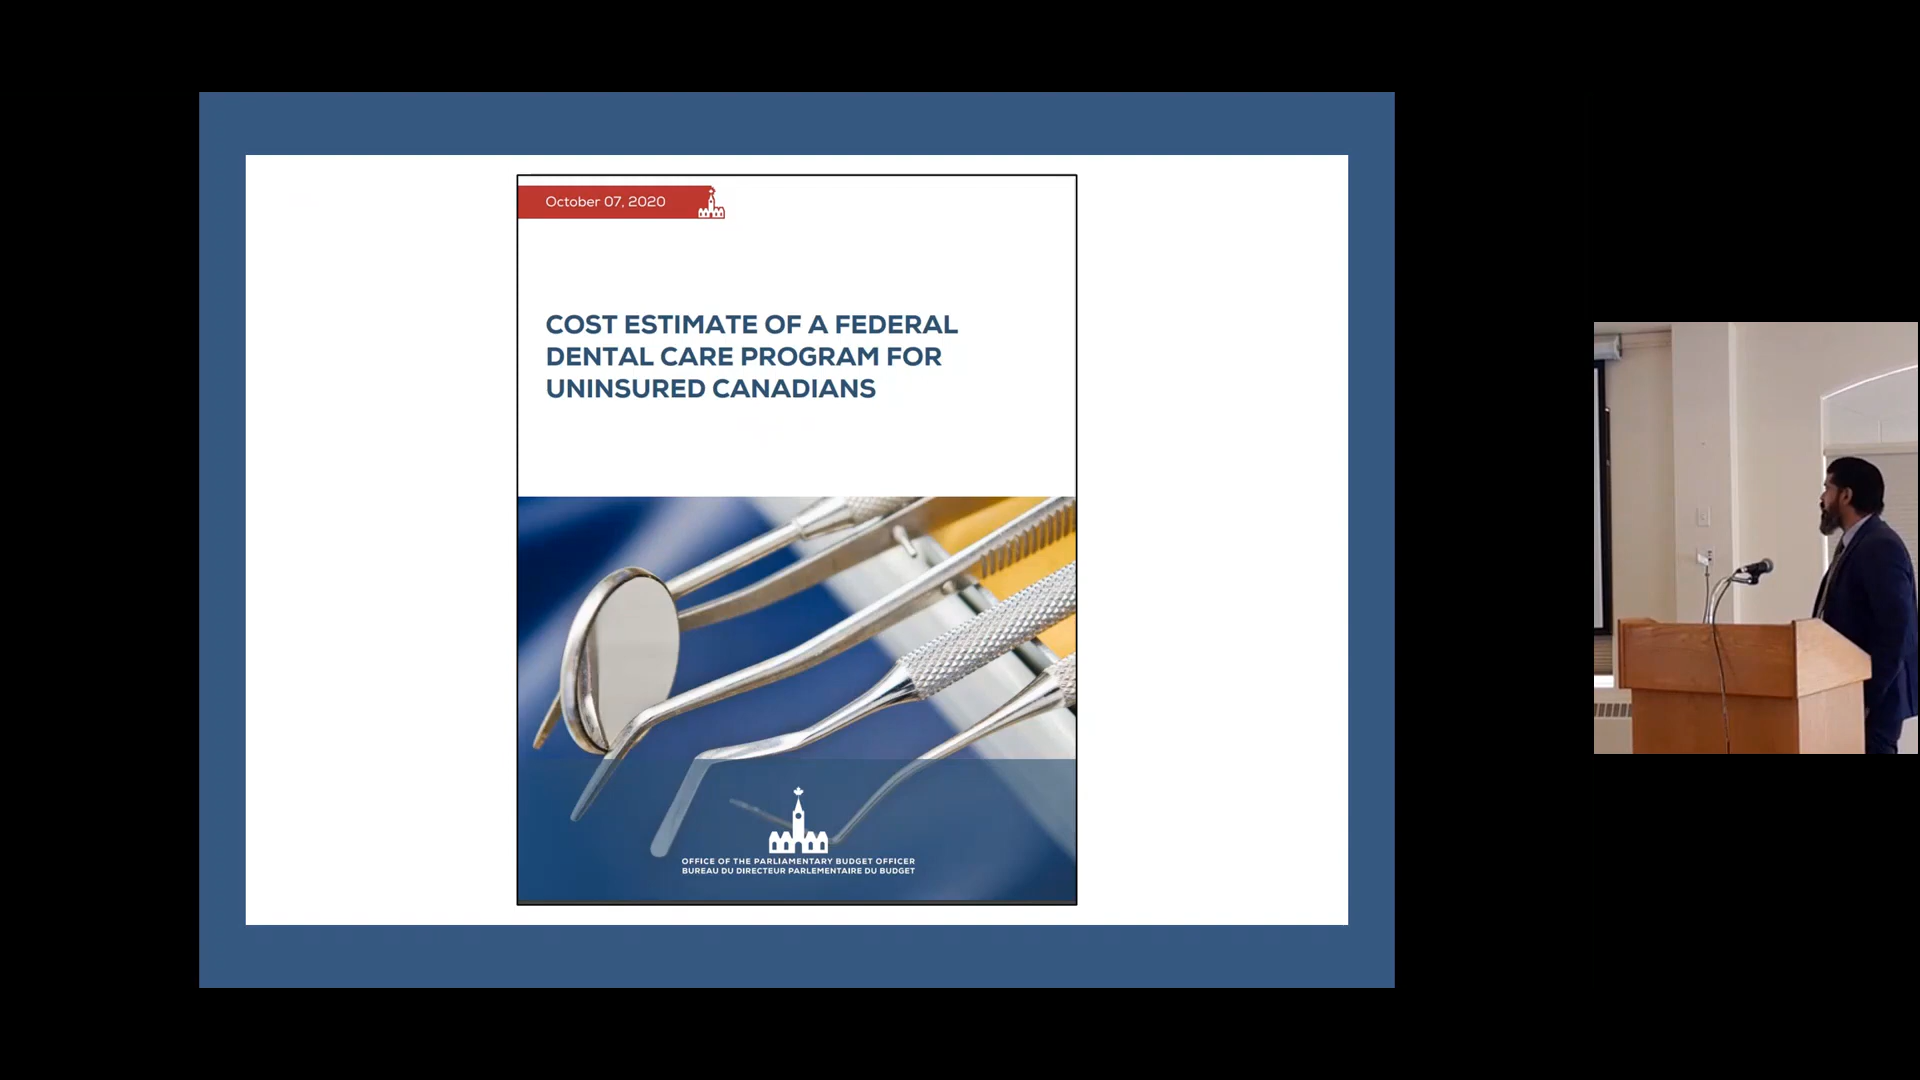 October 07, 2020
COST ESTIMATE OF A FEDERAL
DENTAL CARE PROGRAM FOR
UNINSURED CANADIANS
OFFICE OF THE PARLIAMENTARY BUDGET OFFICER
BUREAU DU DIRECTEUR PARLEMENTAIRE DU BUDGET